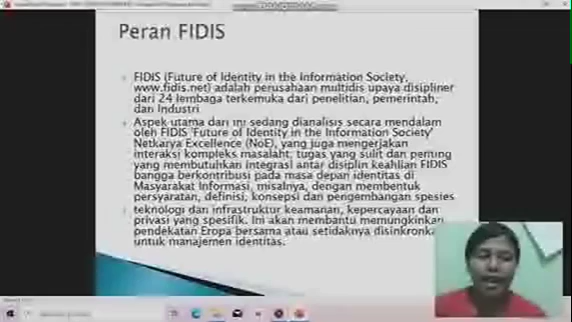 Peran FIDIS
FIDIS (Future of Identity in the Information Society,
www.fidis.net) adalah perusahaan multidis upaya disipliner
dari 24 lembaga terkemuka dari penelitian, pemerintah,
dan Industri
Aspek utama dari ini sedang dianalisis secara mendalam
oleh FIDIS 'Future of Identity in the Information Society'
Netkarya Excellence (NoE), yang juga mengerjakan
interaksi kompleks masalaht, tugas yang sulit dan penting
yang membutuhkan integrasi antar disiplin keahlian FIDIS
bangga berkontribusi pada masa depan identitas di
Masyarakat Informasi, misalnya, dengan membentuk
persyaratan, definisi, konsepsi dan pengembangan spesies
teknologi dan infrastruktur keamanan, kepercayaan dan
privasi yang spesifik. Ini akan membantu memungkinkan
pendekatan Eropa bersama atau setidaknya disinkronka
untuk manajemen identitas.